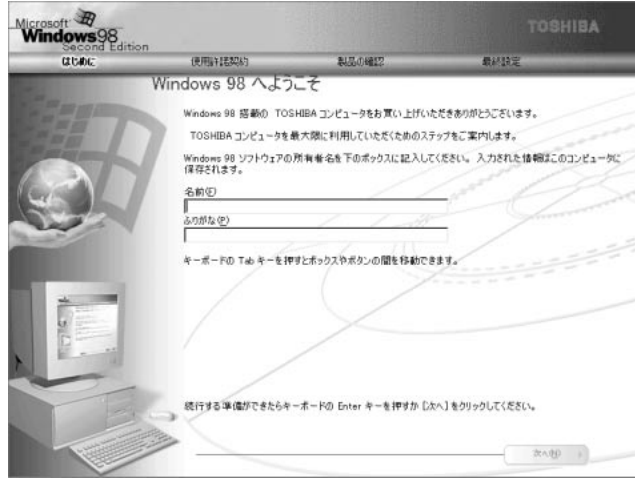 Microsoft
Windows98
Second Edition
TOSHIBA
はじめに 使用許諾契約 製品の確認 最終設定
Windows 98 へようこそ
Windows 98 搭載の TOSHIBA コンピュータをお買い上げいただきありがとうございます。
TOSHIBA コンピュータを最大限に利用していただくためのステップをご案内します。
Windows 98 ソフトウェアの所有者名を下のボックスに記入してください。 入力された情報はこのコンピュータに
保存されます。
名前(E)
ふりがな(P)
キーボードの Tab キーを押すとボックスやボタンの間を移動できます。
続行する準備ができたらキーボードの Enter キーを押すか [次へ] をクリックしてください。
次へ(N)